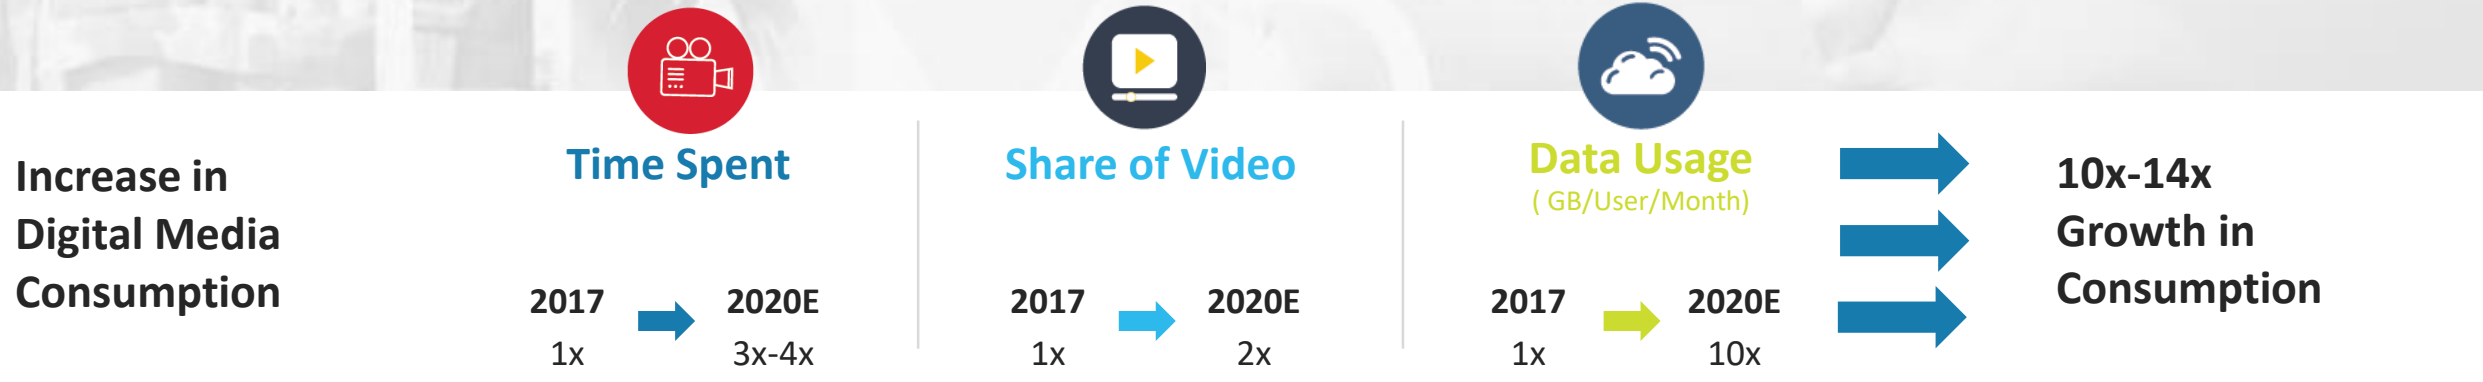 Increase in
Digital Media
Consumption
Time Spent
2017
2020E
1x
3x-4x
Share of Video
2017
2020E
1x
2x
Data Usage
( GB/User/Month)
2017
2020E
1x
10x
10x-14x
Growth in
Consumption